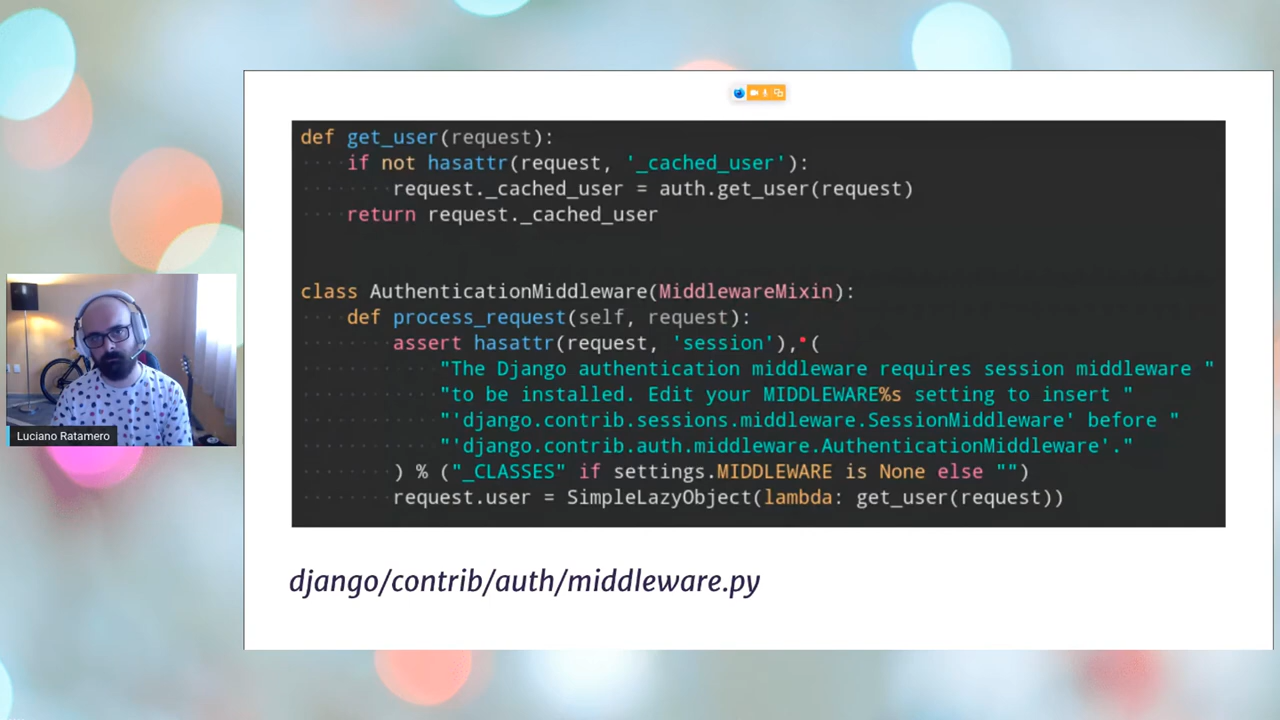 def get_user(request):
if not hasattr(request, '_cached_user'):
request._cached_user = auth.get_user(request)
return request._cached_user
class AuthenticationMiddleware(MiddlewareMixin):
def process_request(self, request):
assert hasattr(request, 'session'), (
"The Django authentication middleware requires session middleware "
"to be installed. Edit your MIDDLEWARE%s setting to insert "
"'django.contrib.sessions.middleware.SessionMiddleware' before "
"'django.contrib.auth.middleware.AuthenticationMiddleware'."
) % ("_CLASSES" if settings.MIDDLEWARE is None else "")
request.user = SimpleLazyObject(lambda: get_user(request))
django/contrib/auth/middleware.py
Luciano Ratamero